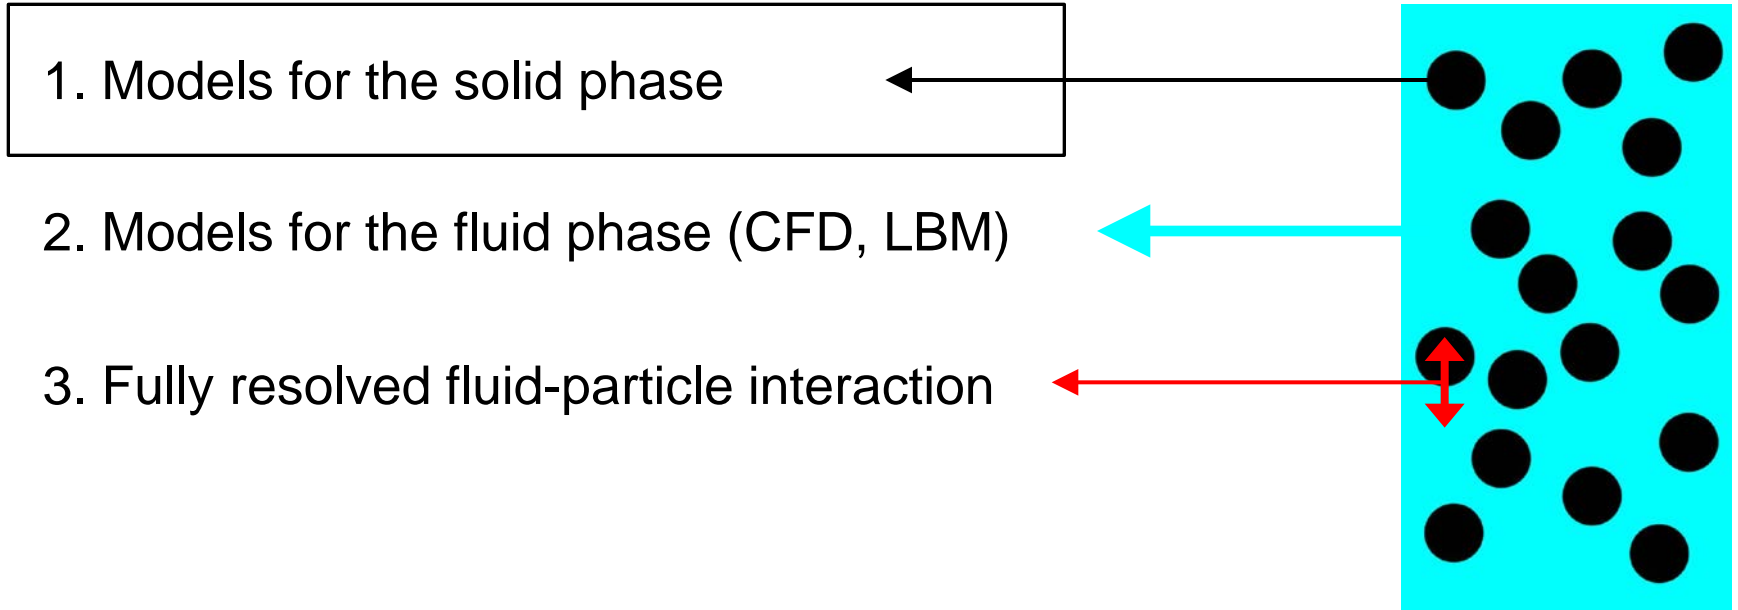 1. Models for the solid phase
2. Models for the fluid phase (CFD, LBM)
3. Fully resolved fluid-particle interaction